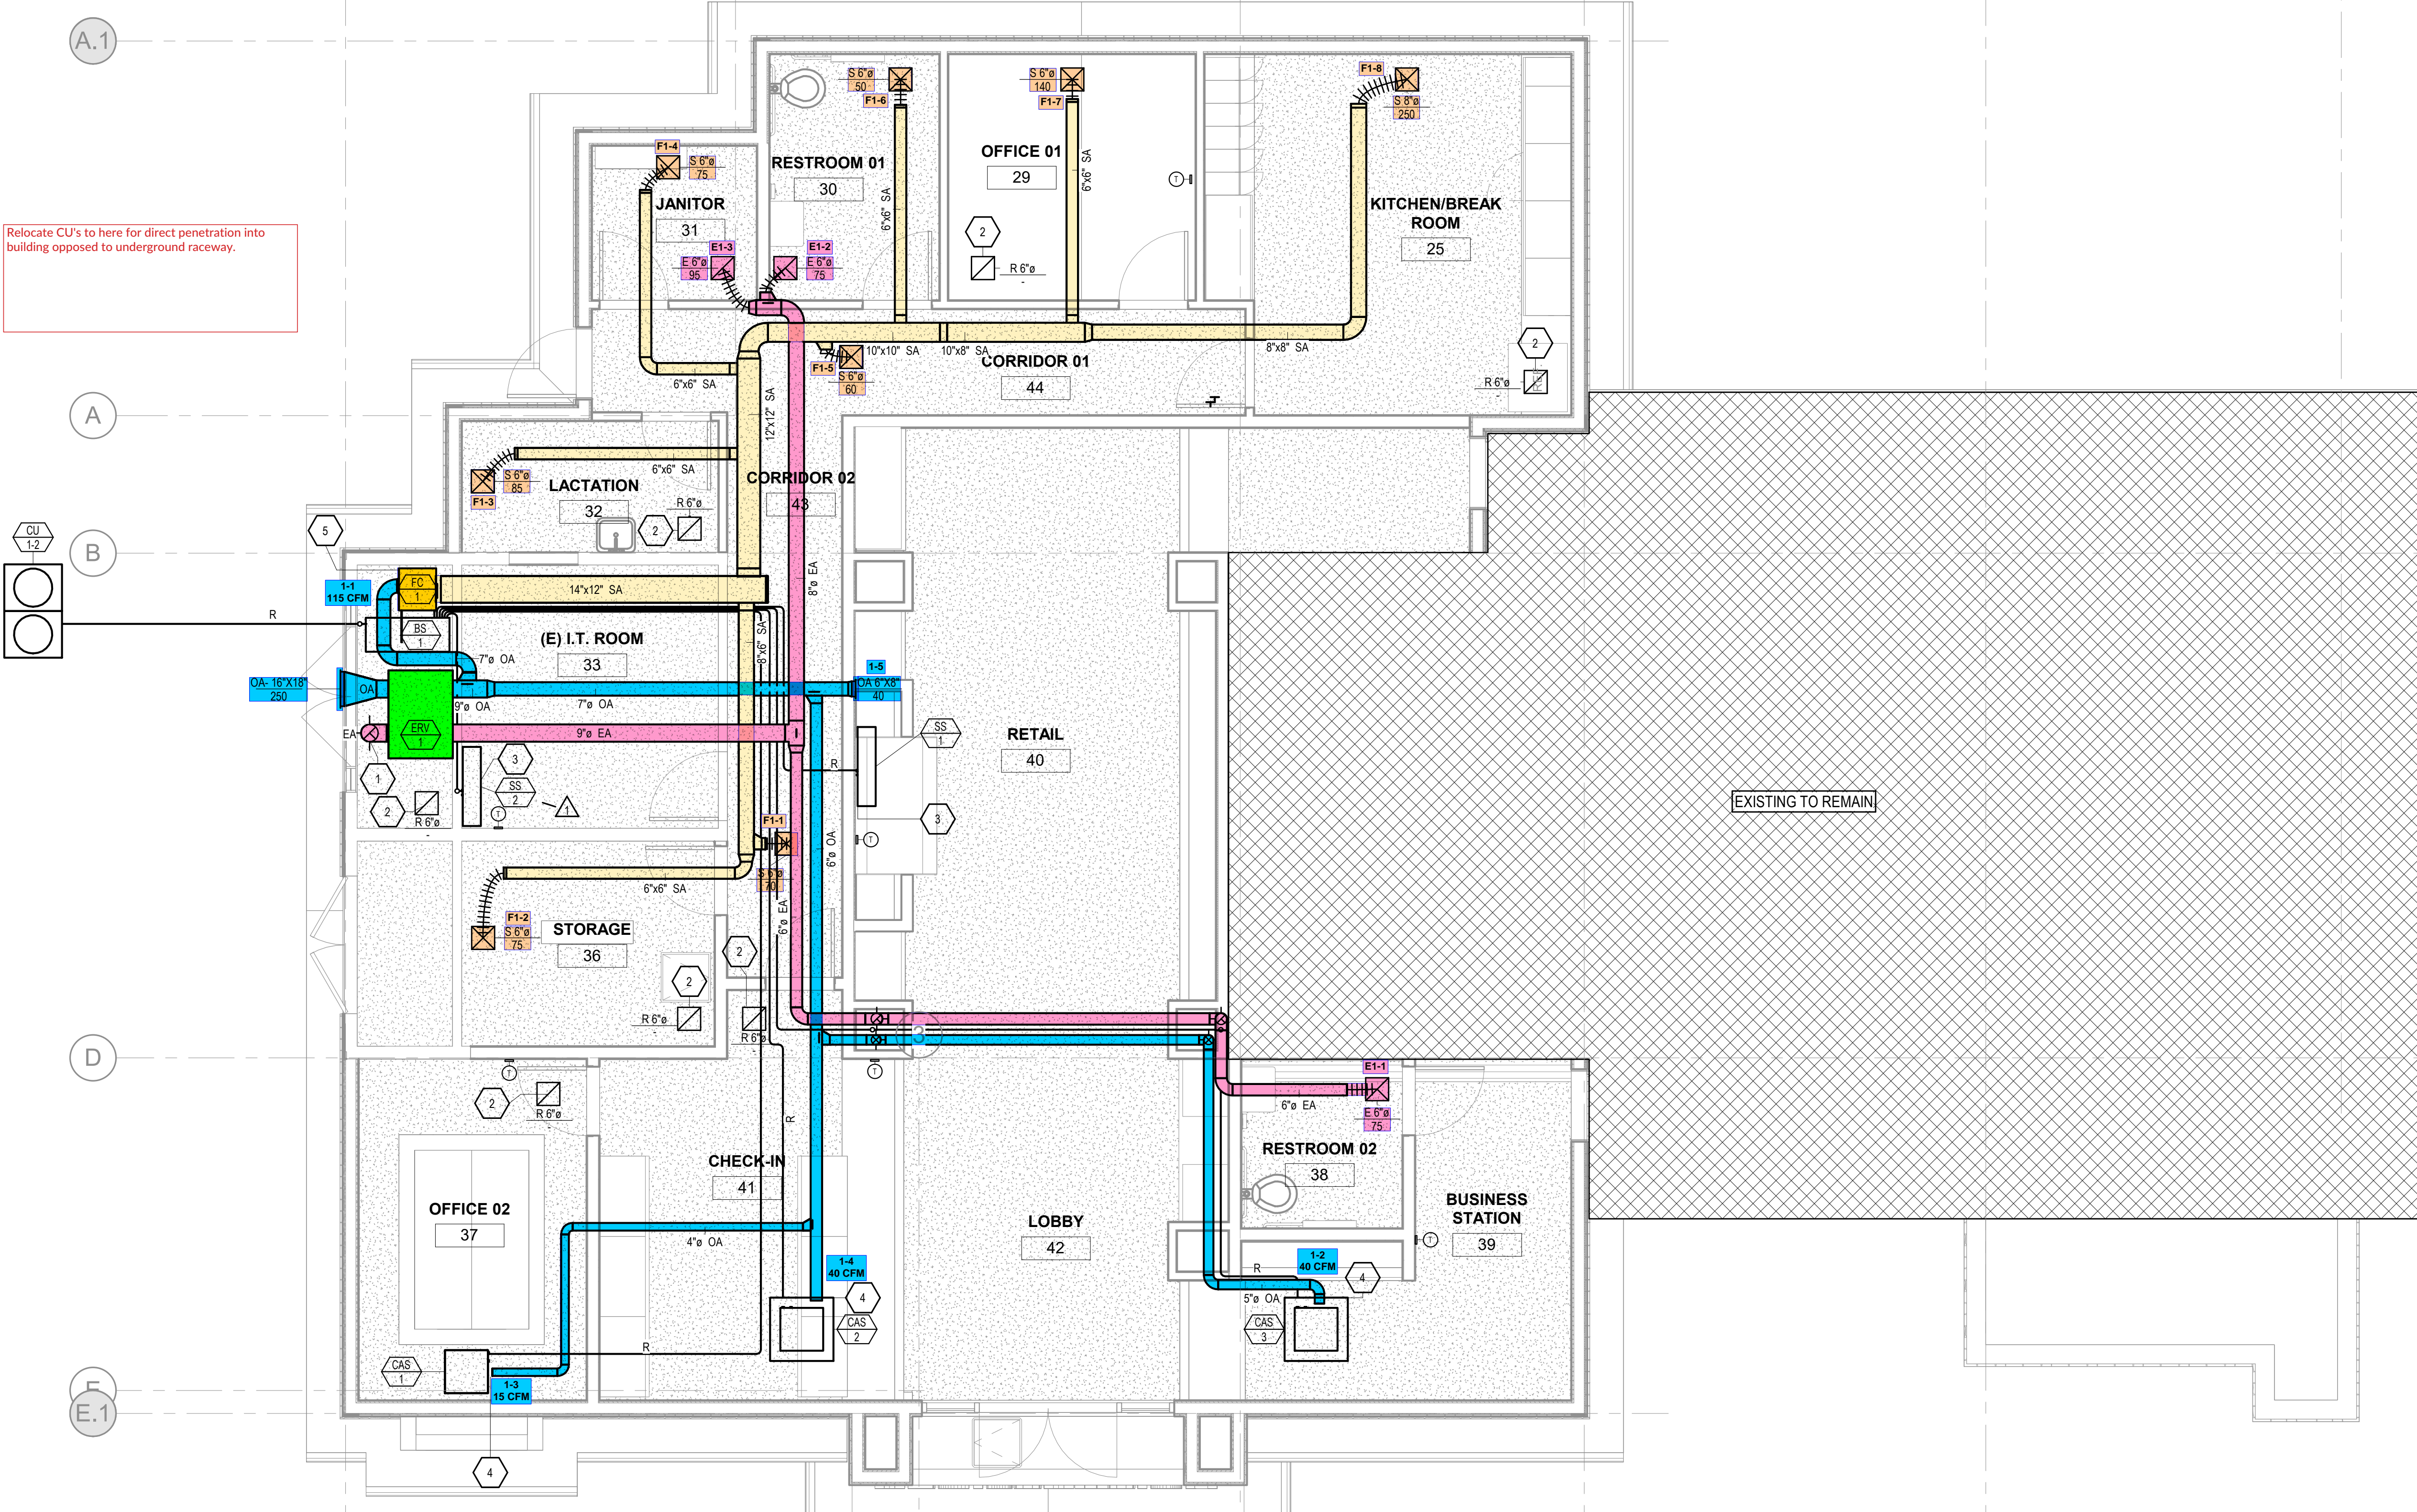 A.1
S 6"ø
50
F1-6
S 6"ø
140
F1-7
F1-8
S 8"ø
250
F1-4
S 6"ø
75
RESTROOM 01
30
OFFICE 01
29
6"x6" SA
6"x6" SA
T
JANITOR
31
KITCHEN/BREAK
ROOM
25
Relocate CU's to here for direct penetration into
building opposed to underground raceway.
E1-3
E 6"ø
95
E1-2
E 6"ø
75
2
R 6"ø
-
10"x10" SA
10"x8" SA
8"x8" SA
F1-5
S 6"ø
60
CORRIDOR 01
44
2
R 6"ø
-
REF
6"x6" SA
12"x12" SA
A
6"x6" SA
S 6"ø
85
F1-3
LACTATION
32
CORRIDOR 02
43
R 6"ø
-
2
CU
1-2
5
B
1-1
115 CFM
FC
1
14"x12" SA
8"ø EA
R
BS
1
(E) I.T. ROOM
33
8"x6" SA
7"ø OA
1-5
OA 6"X8"
40
OA- 16"X18"
250
OA
9"ø OA
7"ø OA
EA
ERV
1
9"ø EA
SS
1
RETAIL
40
R
1
3
SS
2
1
2
R 6"ø
-
T
3
T
F1-1
S 6"ø
70
6"ø OA
EXISTING TO REMAIN
6"x6" SA
6"ø EA
F1-2
S 6"ø
75
STORAGE
36
2
2
R 6"ø
-
R 6"ø
-
3
D
T
T
2
R 6"ø
-
E1-1
E 6"ø
75
6"ø EA
R
CHECK-IN
41
RESTROOM 02
38
OFFICE 02
37
BUSINESS
STATION
39
LOBBY
42
4"ø OA
T
1-4
40 CFM
4
CAS
2
1-2
40 CFM
R
4
5"ø OA
CAS
3
R
CAS
1
1-3
15 CFM
E.1
4